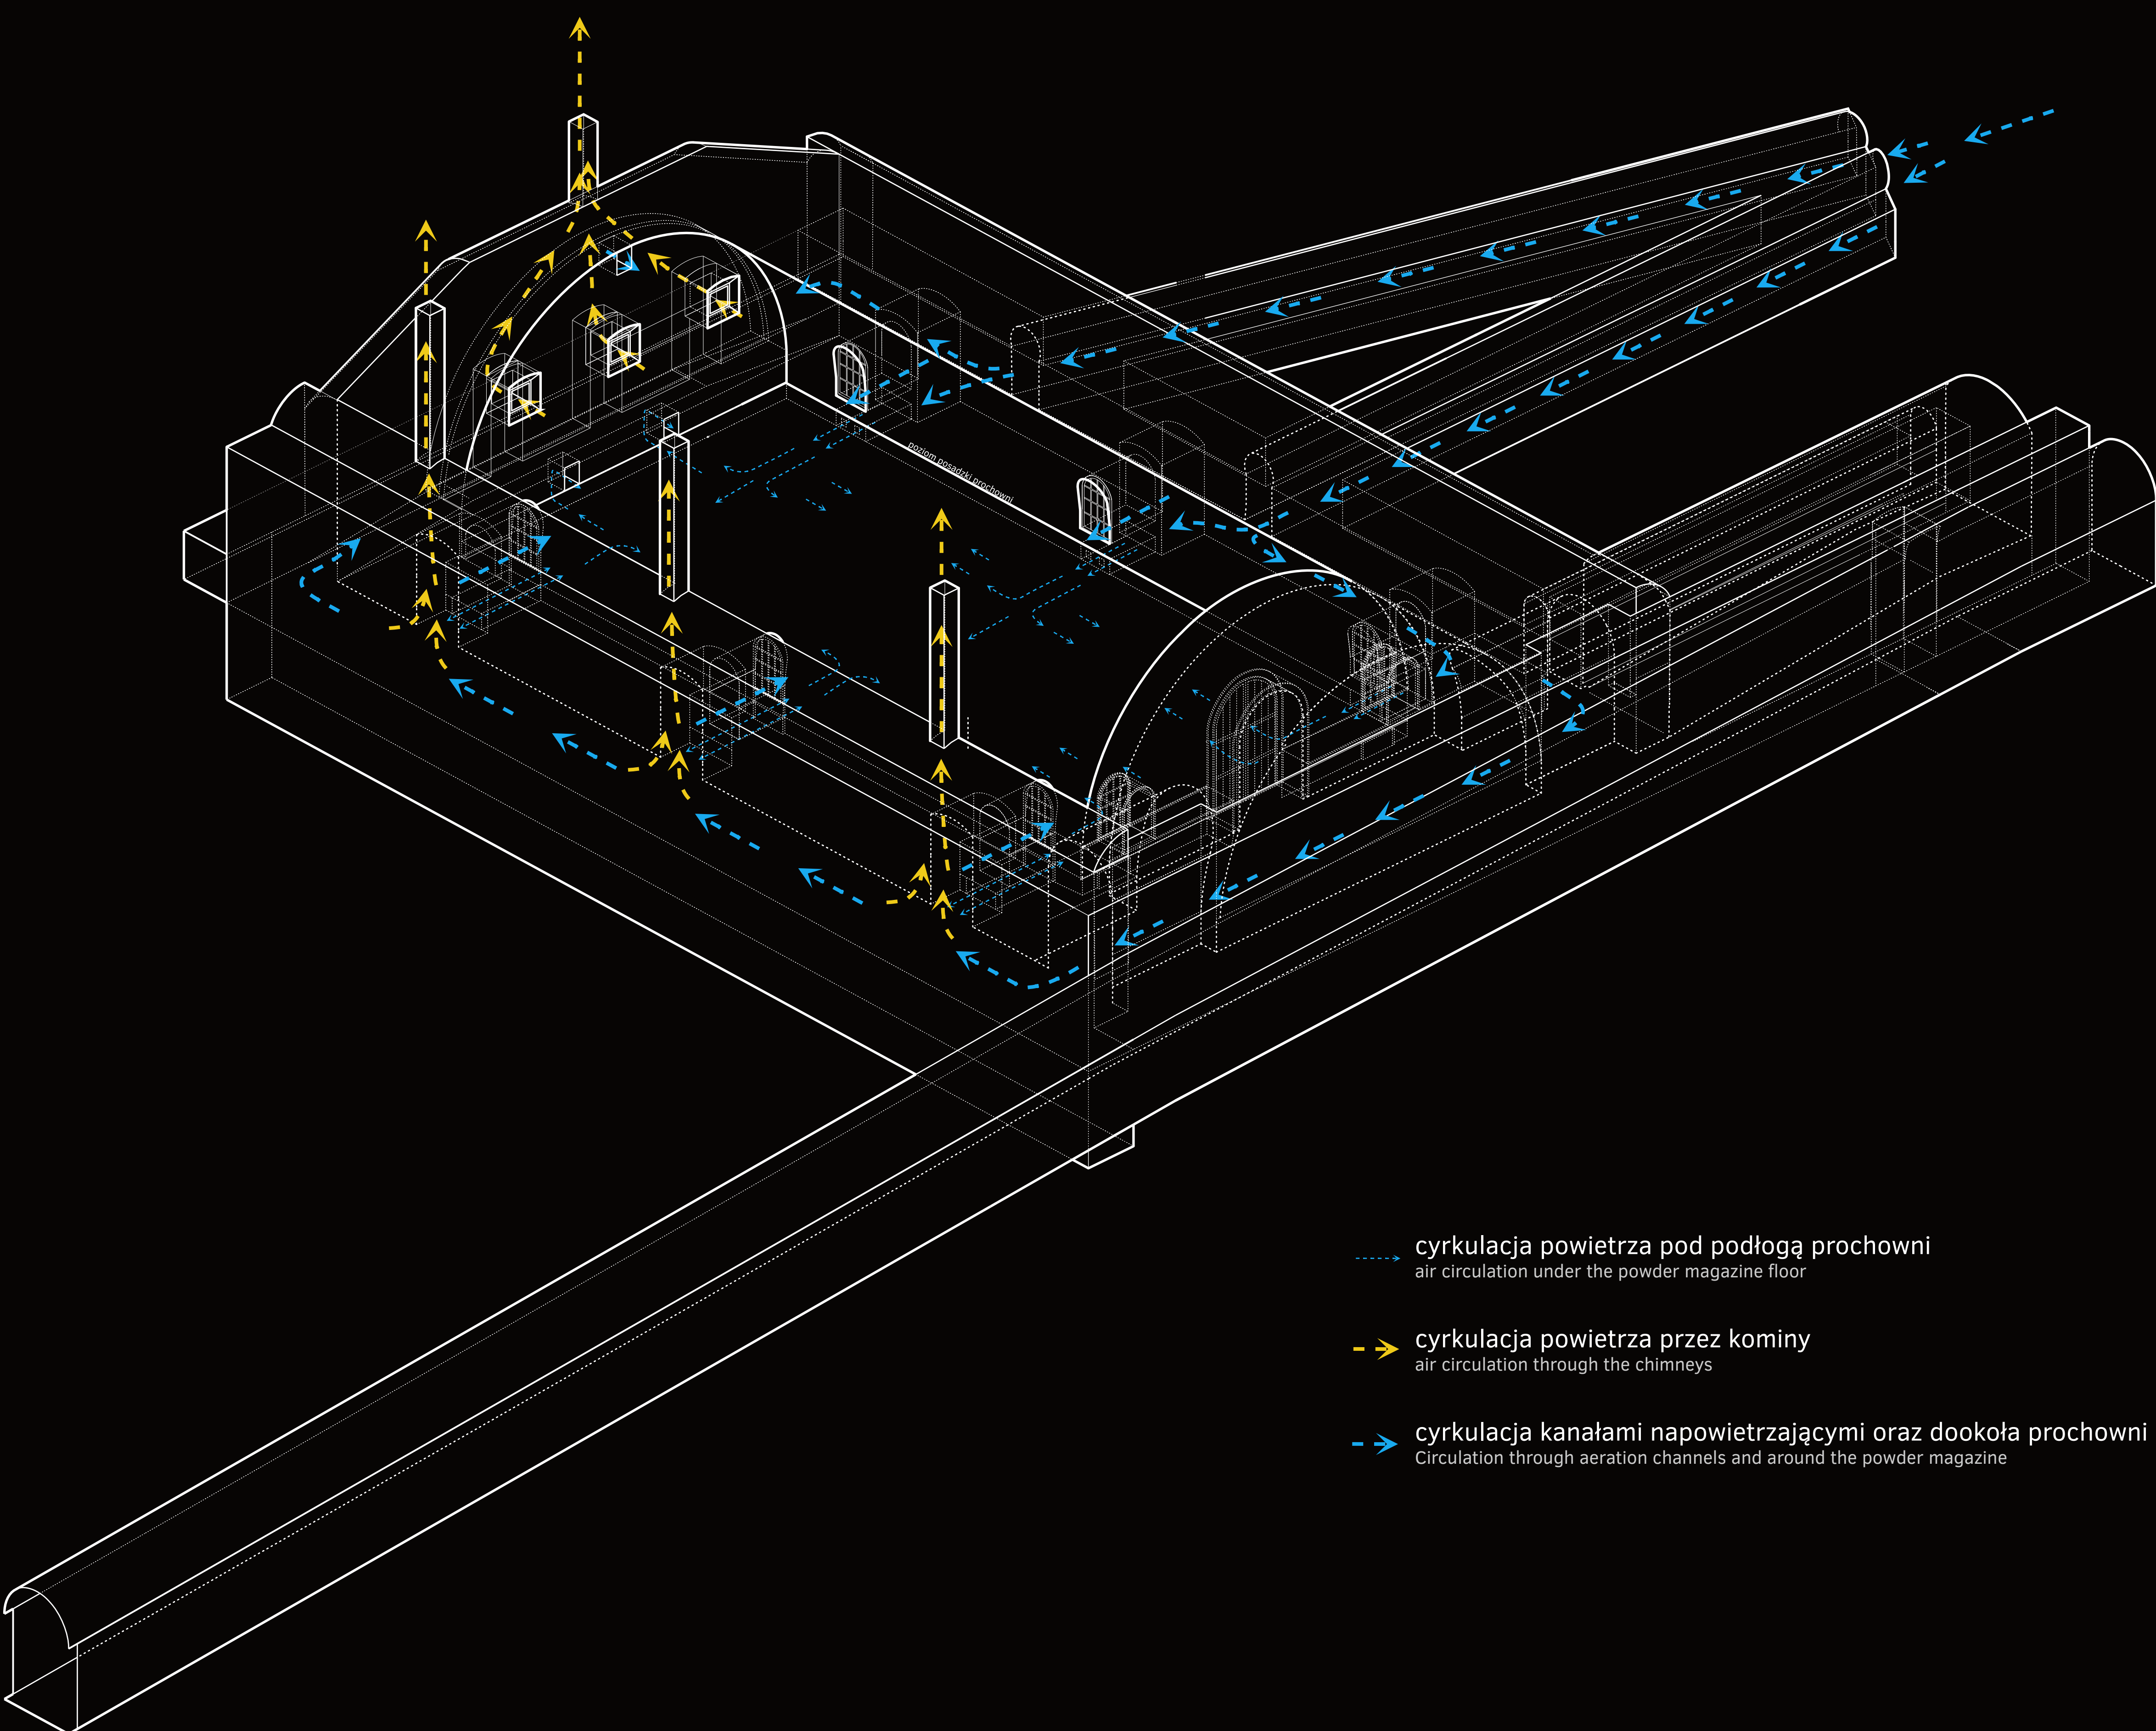 poziom posadzki prochowni
cyrkulacja powietrza pod podłogą prochowni
air circulation under the powder magazine floor
cyrkulacja powietrza przez kominy
air circulation through the chimneys
cyrkulacja kanałami napowietrzającymi oraz dookoła prochowni
Circulation through aeration channels and around the powder magazine